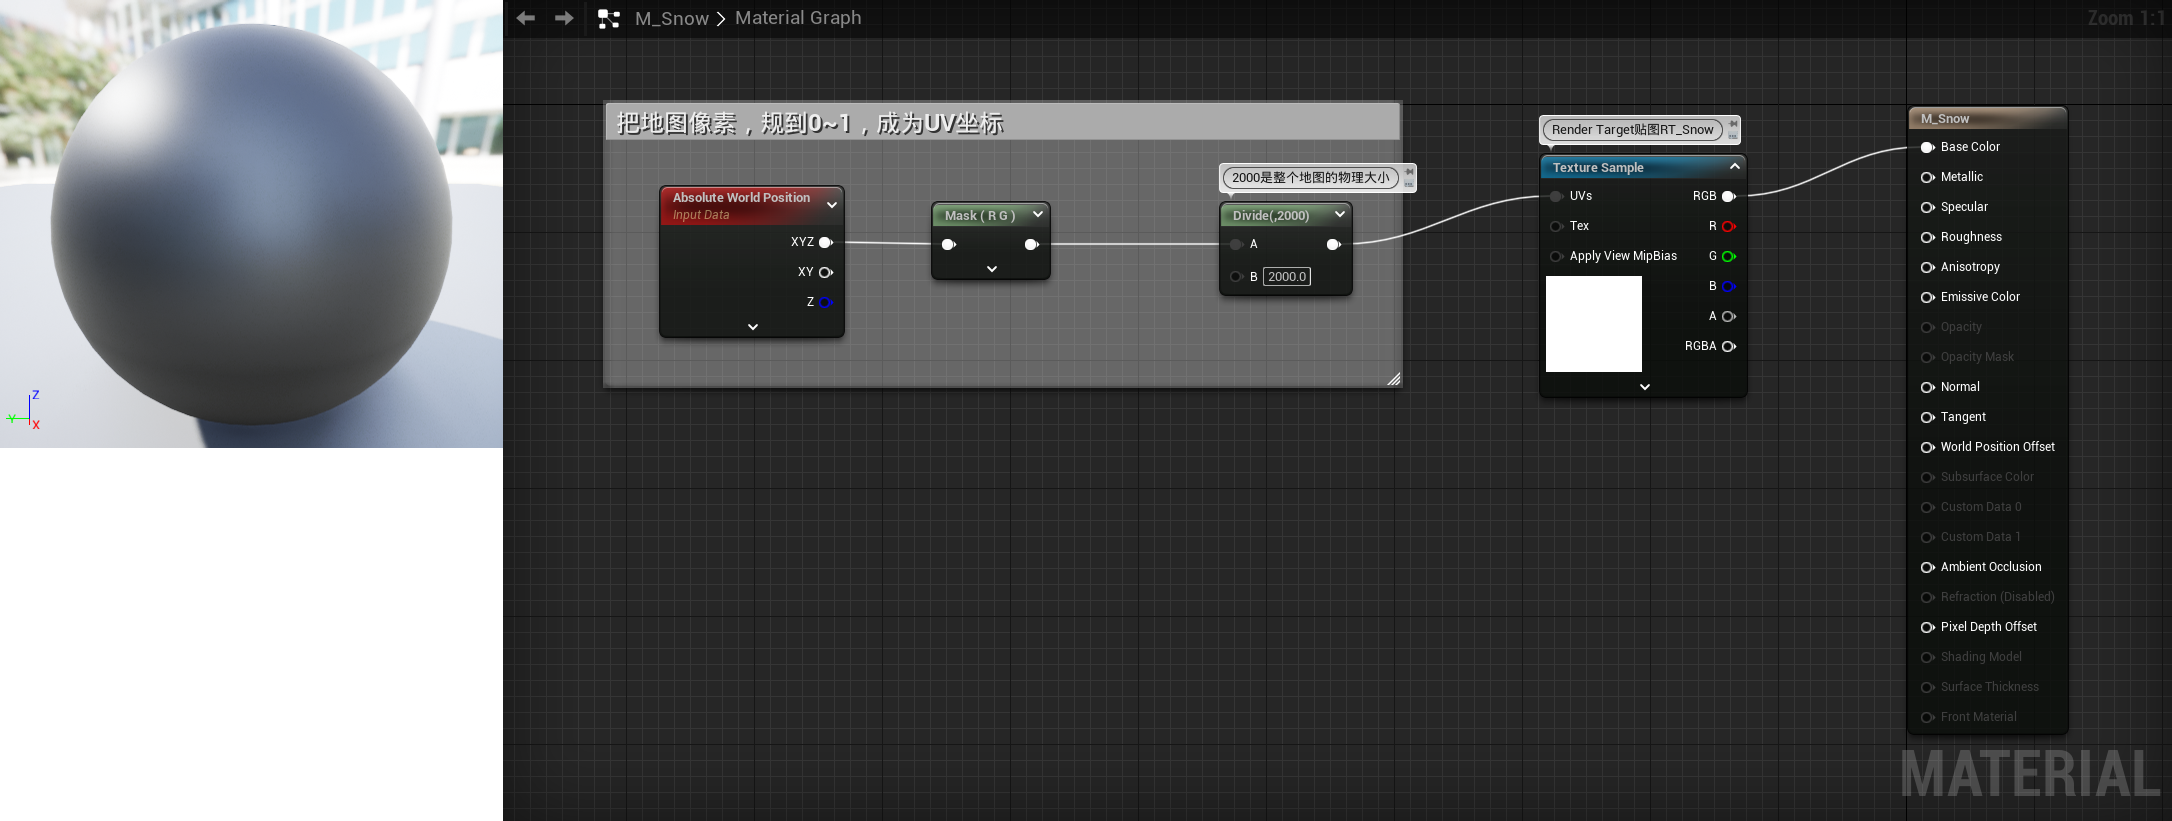 M_Snow > Material Graph
Zoom 1:1
把地图像素，规到0~1，成为UV坐标
Absolute World Position
Input Data
XYZ
XY
Z
Mask ( R G )
2000是整个地图的物理大小
Divide(,2000)
A
B 2000.0
Render Target贴图RT_Snow
Texture Sample
UVs RGB
Tex R
Apply View MipBias G
B
A
RGBA
M_Snow
Base Color
Metallic
Specular
Roughness
Anisotropy
Emissive Color
Opacity
Opacity Mask
Normal
Tangent
World Position Offset
Subsurface Color
Custom Data 0
Custom Data 1
Ambient Occlusion
Refraction (Disabled)
Pixel Depth Offset
Shading Model
Surface Thickness
Front Material
MATERIAL
Z
Y
X